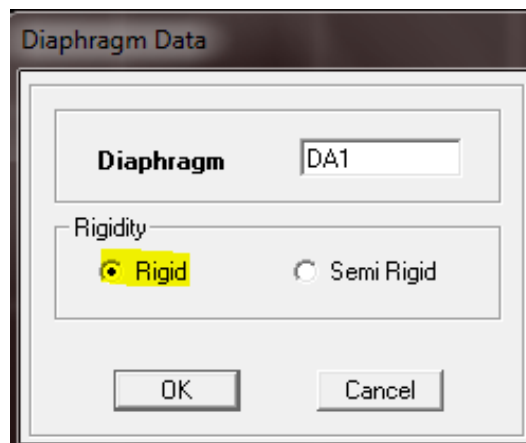 Diaphragm Data
Diaphragm DA1
Rigidity
Rigid Semi Rigid
OK Cancel